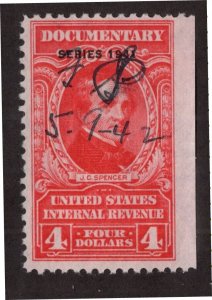 DOCUMENTARY
SERIES
5-9-42
J.C. SPENCER
UNITED STATES
INTERNAL REVENUE
4 FOUR DOLLARS 4